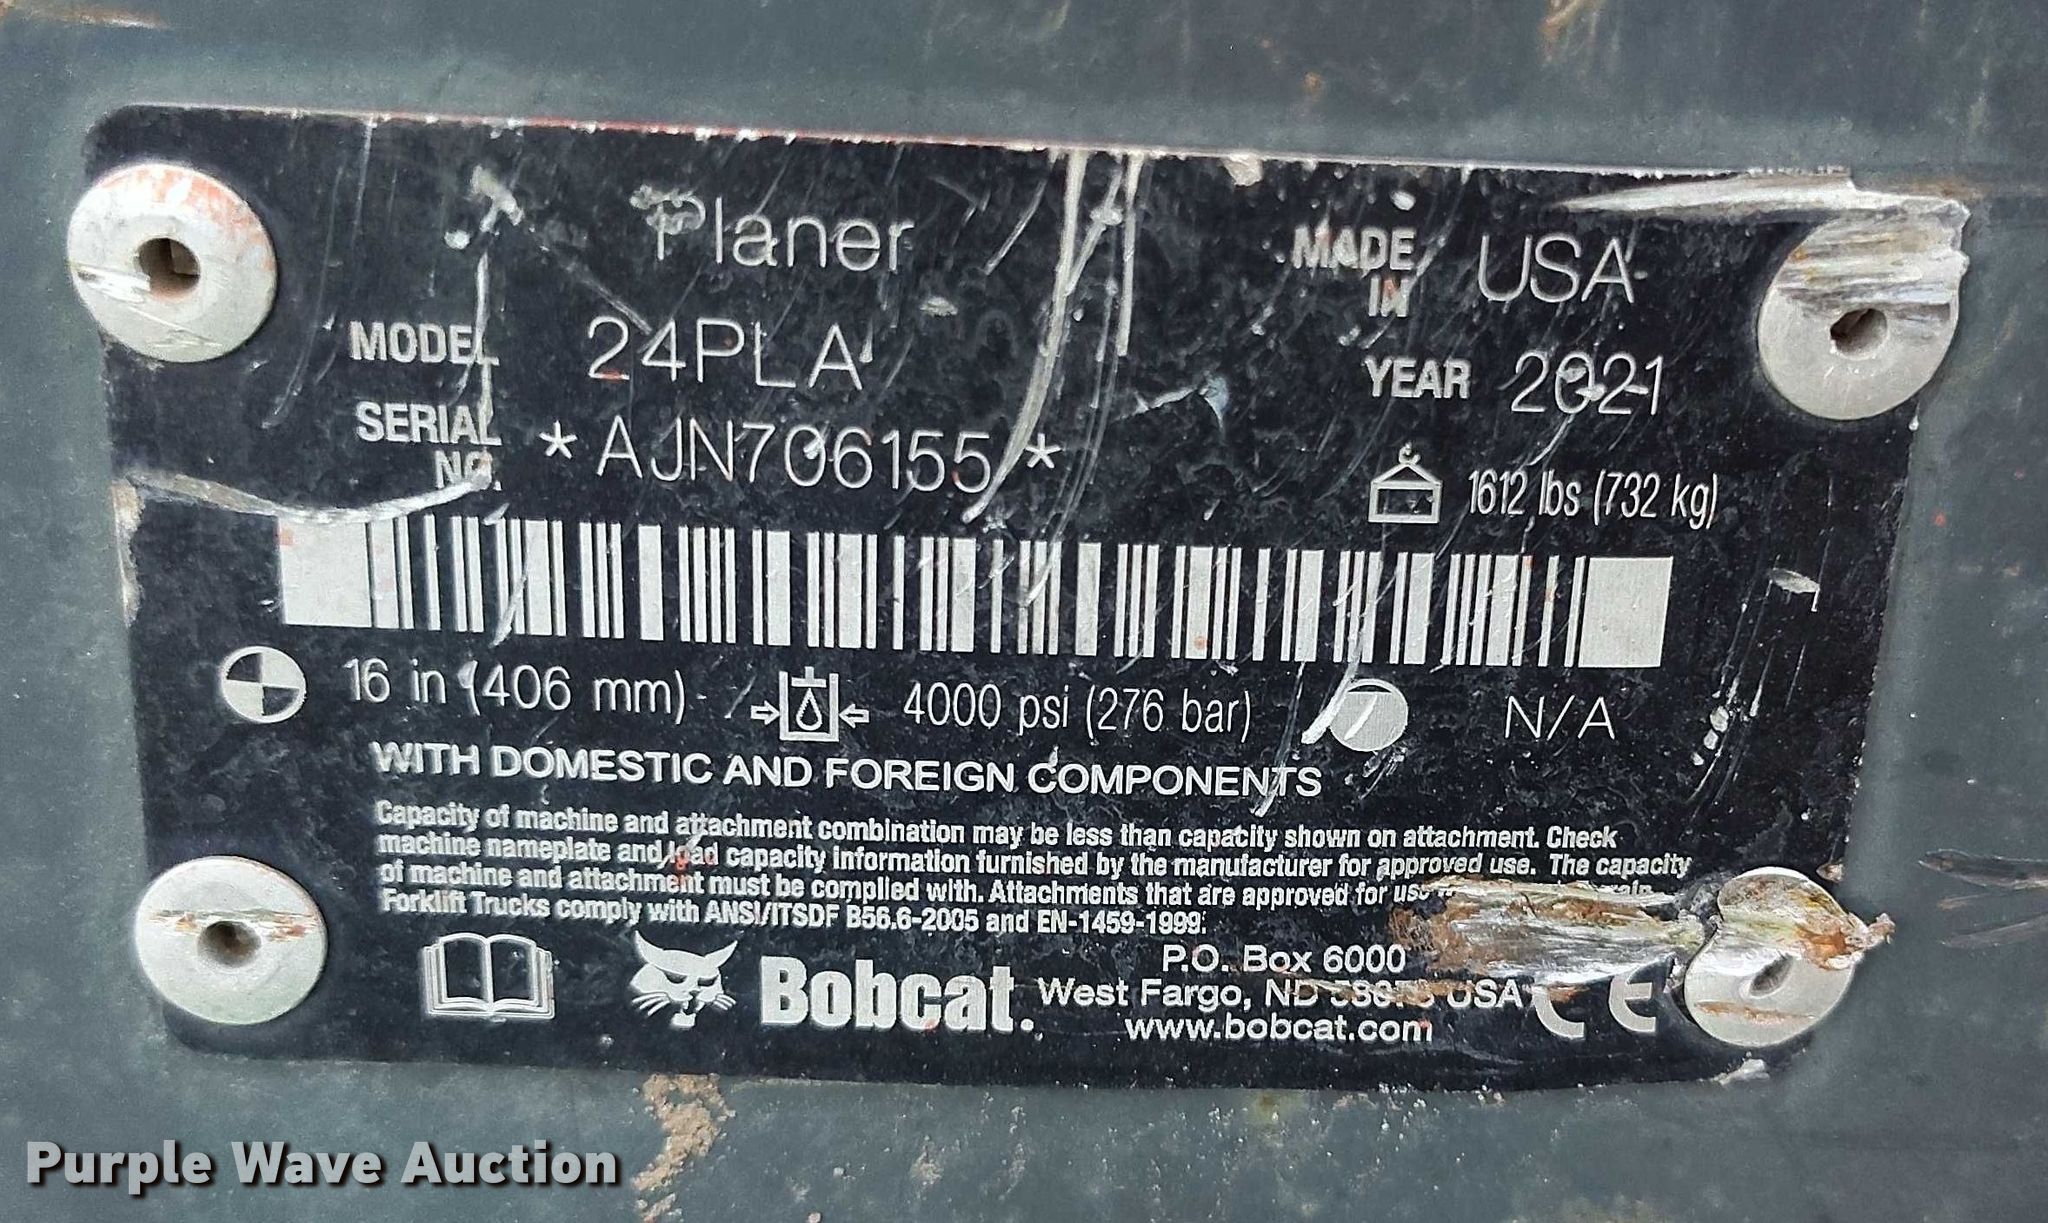 Planer
MADE IN USA
MODEL 24PLA
YEAR 2021
SERIAL NO. *AJN706155*
1612 lbs (732 kg)
16 in (406 mm)
4000 psi (276 bar)
N/A
WITH DOMESTIC AND FOREIGN COMPONENTS
Capacity of machine and attachment combination may be less than capacity shown on attachment. Check
machine nameplate and load capacity information furnished by the manufacturer for approved use. The capacity
of machine and attachment must be complied with. Attachments that are approved for use
Forklift Trucks comply with ANSI/ITSDF B56.6-2005 and EN-1459-1999.
Bobcat.
P.O. Box 6000
West Fargo, ND USA
www.bobcat.com
CE
Purple Wave Auction